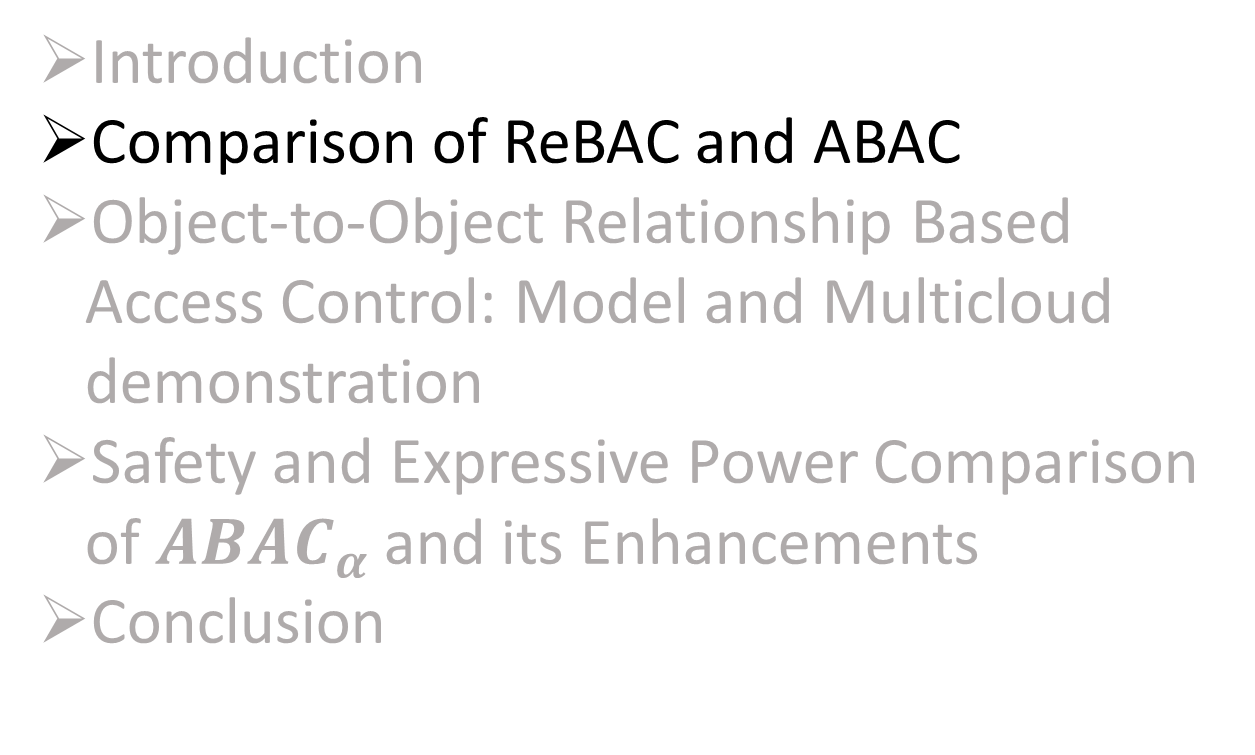 ➢Introduction
➢Comparison of ReBAC and ABAC
➢Object-to-Object Relationship Based
Access Control: Model and Multicloud
demonstration
➢Safety and Expressive Power Comparison
of 𝑨𝑩𝑨𝑪𝜶 and its Enhancements
➢Conclusion